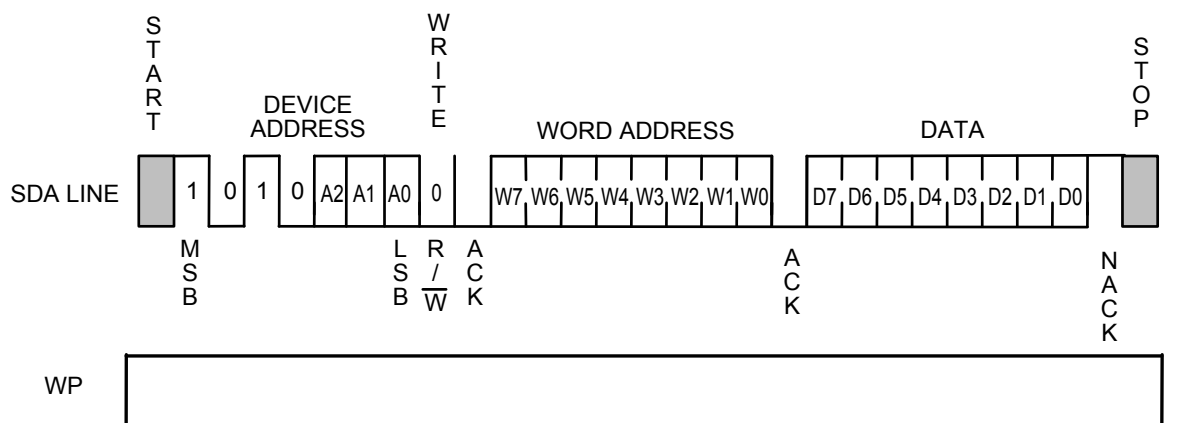 START
WRITE
STOP
DEVICE
ADDRESS
WORD ADDRESS
DATA
SDA LINE
1 0 1 0 A2 A1 A0 0 W7 W6 W5 W4 W3 W2 W1 W0 D7 D6 D5 D4 D3 D2 D1 D0
MSB
LSB
R/W̅
ACK
ACK
NACK
WP